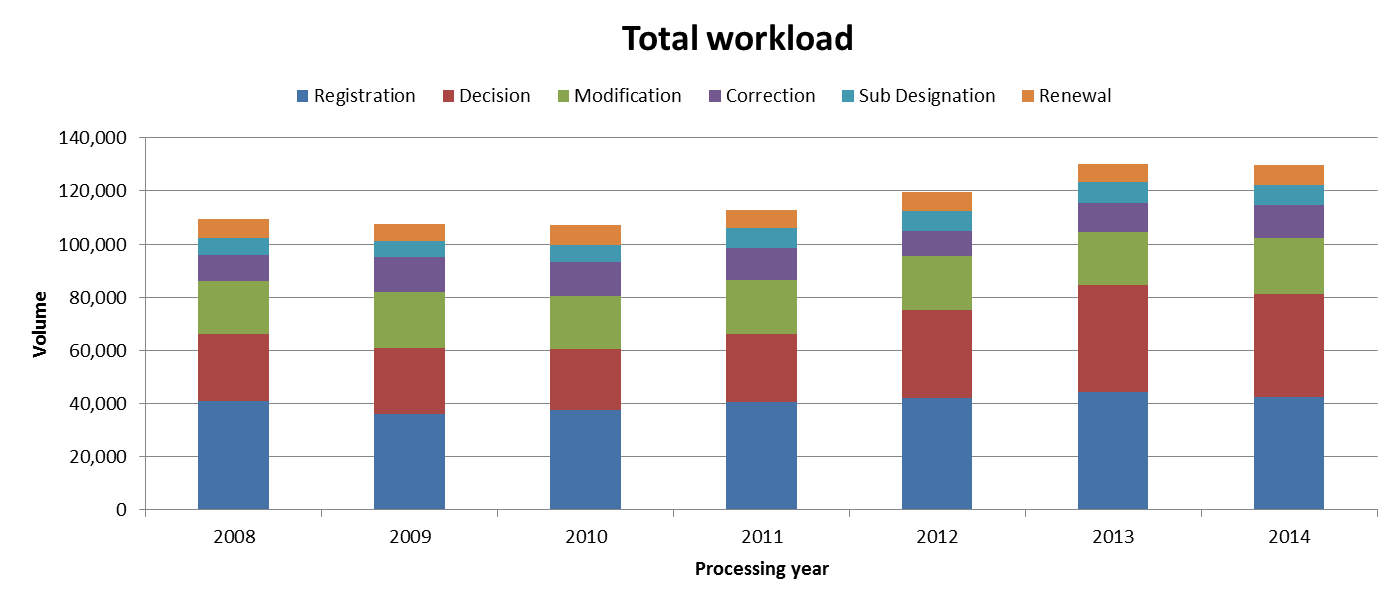 Total workload
Registration Decision Modification Correction Sub Designation Renewal
140,000
120,000
100,000
80,000
60,000
40,000
20,000
0
Volume
2008 2009 2010 2011 2012 2013 2014
Processing year